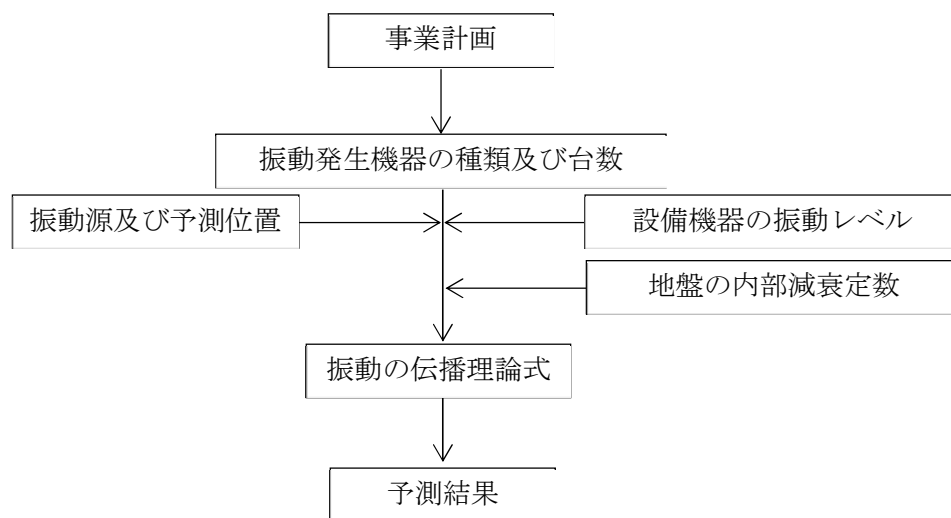 事業計画
振動発生機器の種類及び台数
振動源及び予測位置
設備機器の振動レベル
地盤の内部減衰定数
振動の伝播理論式
予測結果